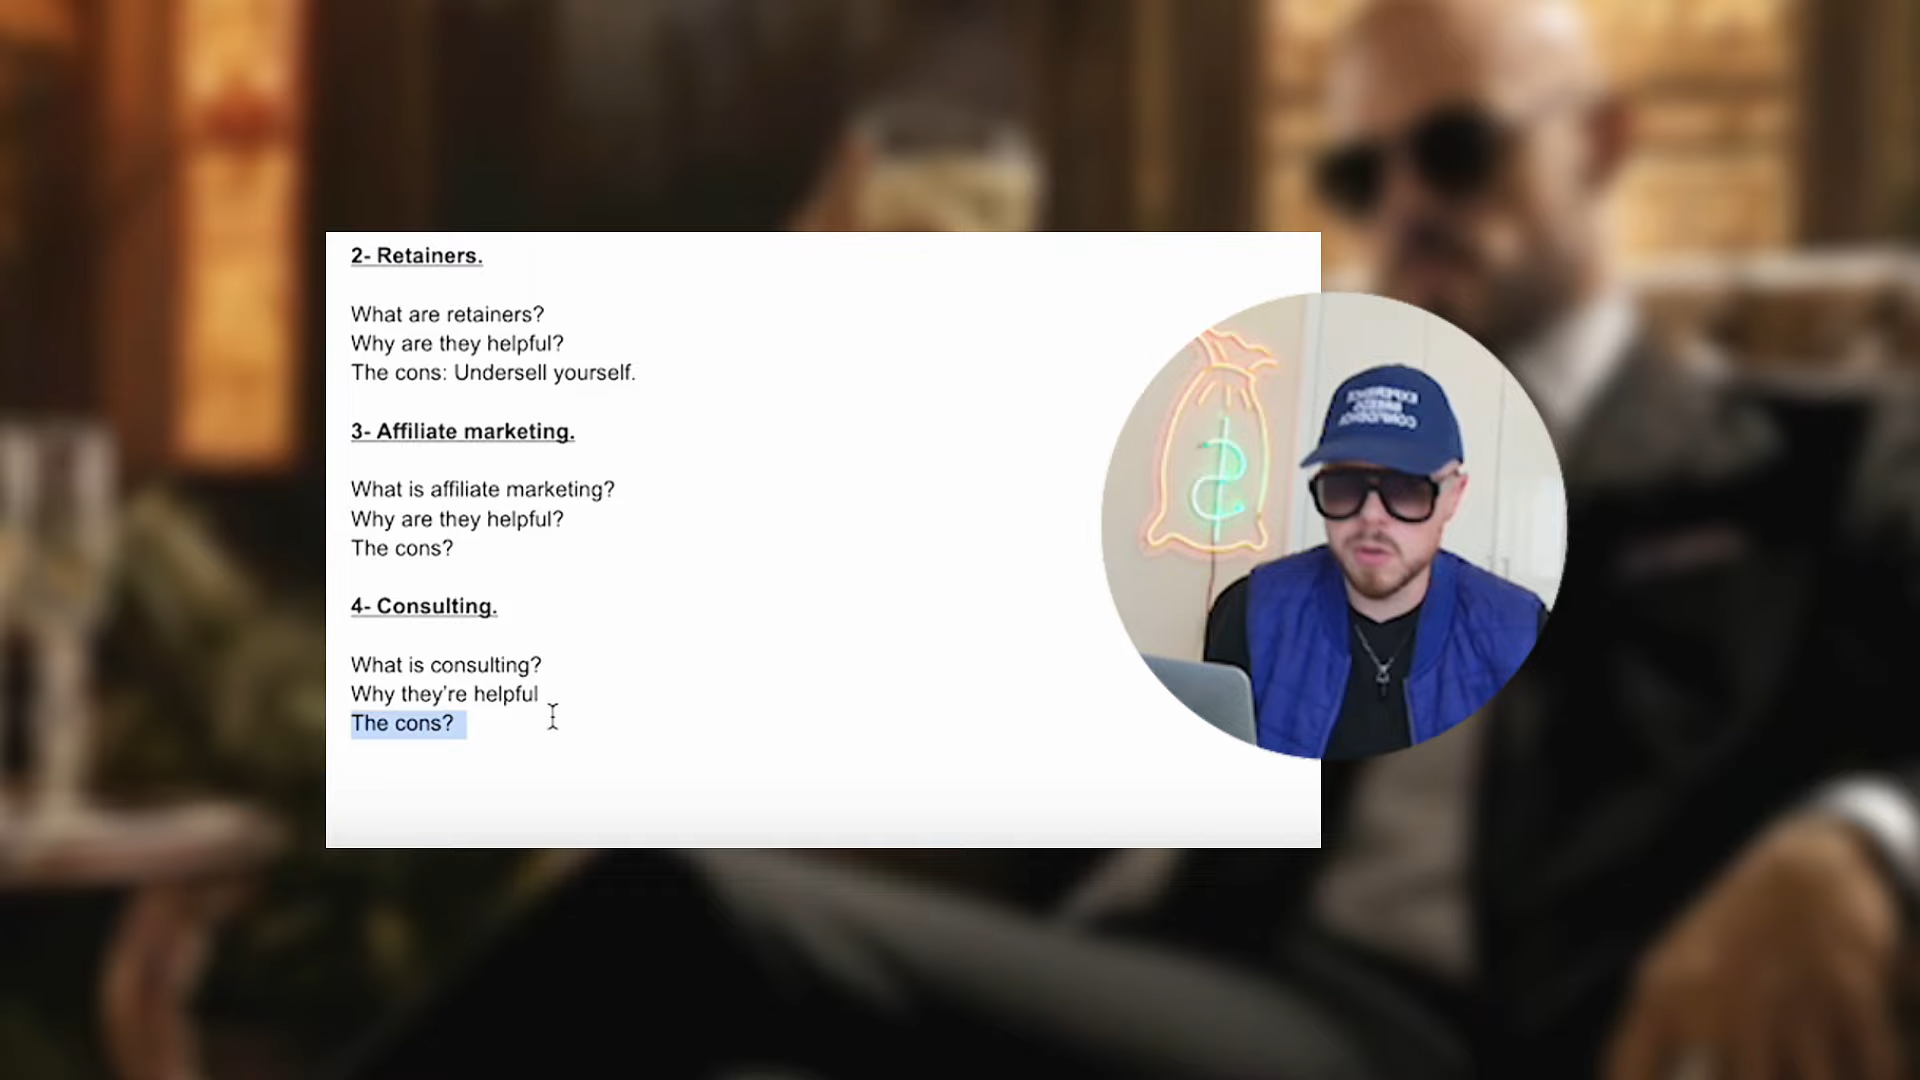 2- Retainers.
What are retainers?
Why are they helpful?
The cons: Undersell yourself.
3- Affiliate marketing.
What is affiliate marketing?
Why are they helpful?
The cons?
4- Consulting.
What is consulting?
Why they're helpful
The cons?